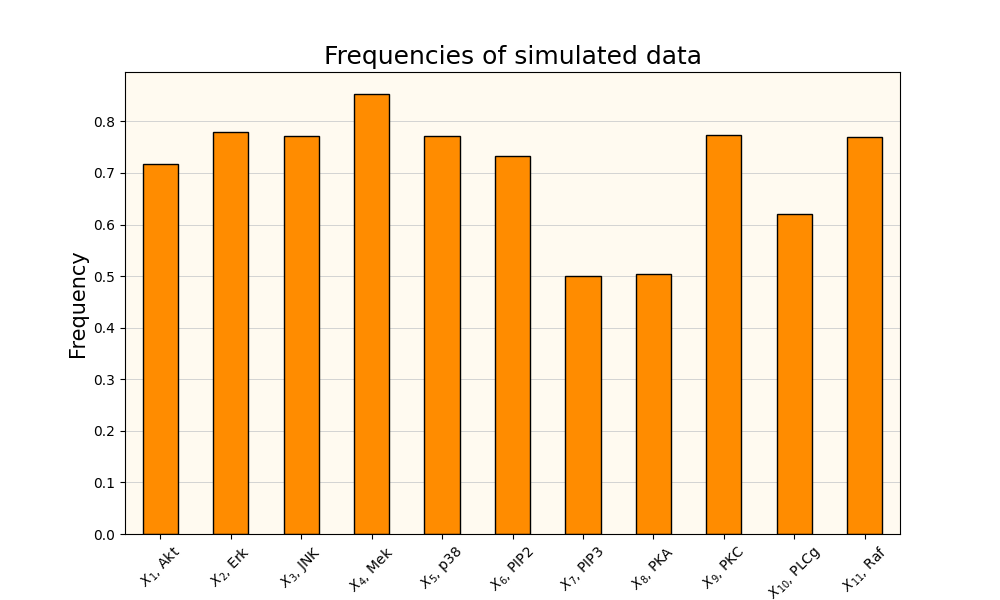 Frequencies of simulated data
Frequency
0.8
0.7
0.6
0.5
0.4
0.3
0.2
0.1
0.0
X₁, Akt
X₂, Erk
X₃, JNK
X₄, Mek
X₅, p38
X₆, PIP2
X₇, PIP3
X₈, PKA
X₉, PKC
X₁₀, PLCg
X₁₁, Raf